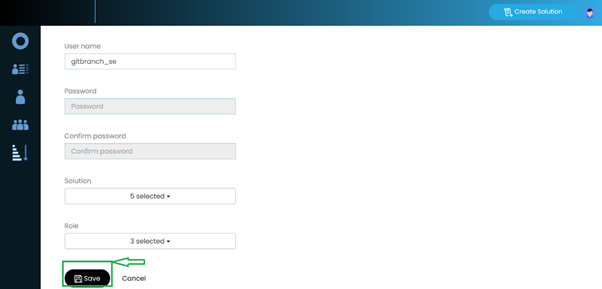 Create Solution
User name
gitbranch_se
Password
Password
Confirm password
Confirm password
Solution
5 selected
Role
3 selected
Save Cancel